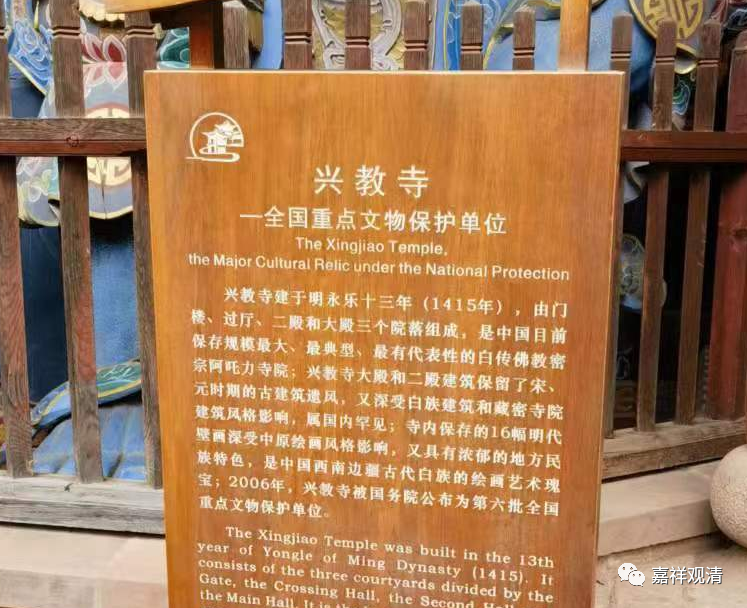 兴教寺
—全国重点文物保护单位
The Xingjiao Temple,
the Major Cultural Relic under the National Protection
兴教寺建于明永乐十三年（1415年），由门
楼、过厅、二殿和大殿三个院落组成，是中国目前
保存规模最大、最典型、最有代表性的白传佛教密
宗阿吒力寺院；兴教寺大殿和二殿建筑保留了宋、
元时期的古建筑遗风，又深受白族建筑和藏密寺院
建筑风格影响，属国内罕见；寺内保存的16幅明代
壁画深受中原绘画风格影响，又具有浓郁的地方民
族特色，是中国西南边疆古代白族的绘画艺术瑰
宝；2006年，兴教寺被国务院公布为第六批全国
重点文物保护单位。
The Xingjiao Temple was built in the 13th
year of Yongle of Ming Dynasty (1415). It
consists of the three courtyards divided by the
Gate, the Crossing Hall, the Second Hall
the Main Hall. It is the
嘉祥观清